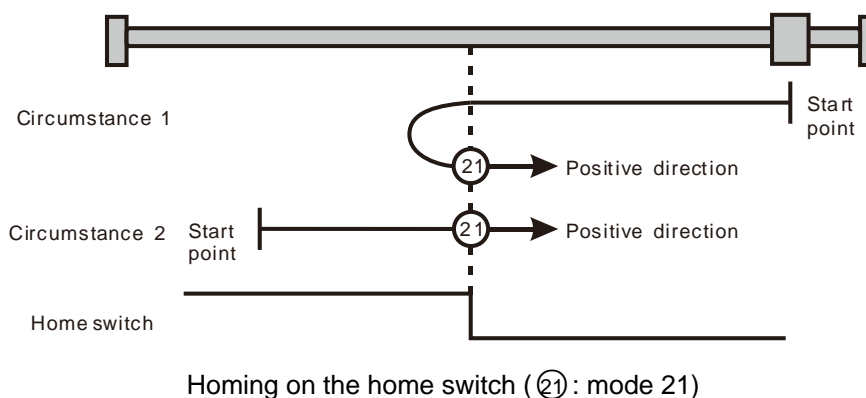 Circumstance 1
Start
point
21
Positive direction
Circumstance 2
Start
point
21
Positive direction
Home switch
Homing on the home switch (㉑: mode 21)